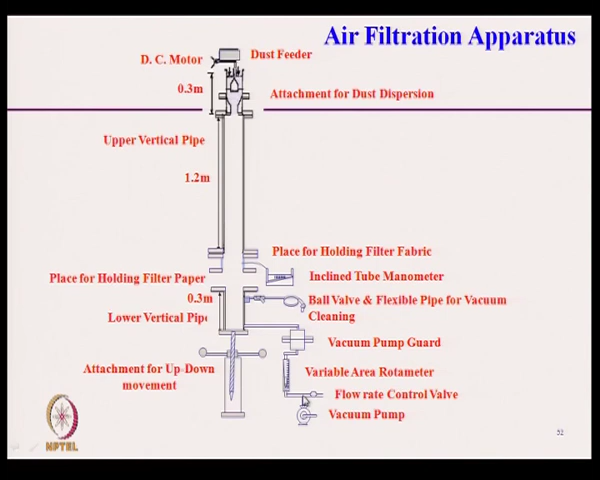 Air Filtration Apparatus
Dust Feeder
D. C. Motor
0.3m
Attachment for Dust Dispersion
Upper Vertical Pipe
1.2m
Place for Holding Filter Fabric
Place for Holding Filter Paper
Inclined Tube Manometer
0.3m
Ball Valve & Flexible Pipe for Vacuum
Cleaning
Lower Vertical Pipe
Vacuum Pump Guard
Attachment for Up-Down
movement
Variable Area Rotameter
Flow rate Control Valve
Vacuum Pump
52
NPTEL